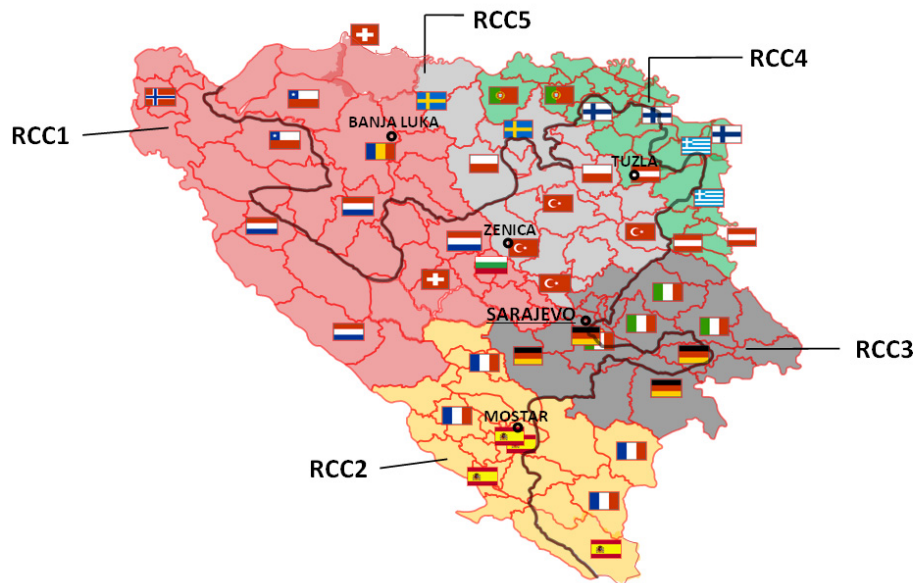 RCC5
RCC4
RCC1
BANJA LUKA
TUZLA
ZENICA
SARAJEVO
RCC3
MOSTAR
RCC2